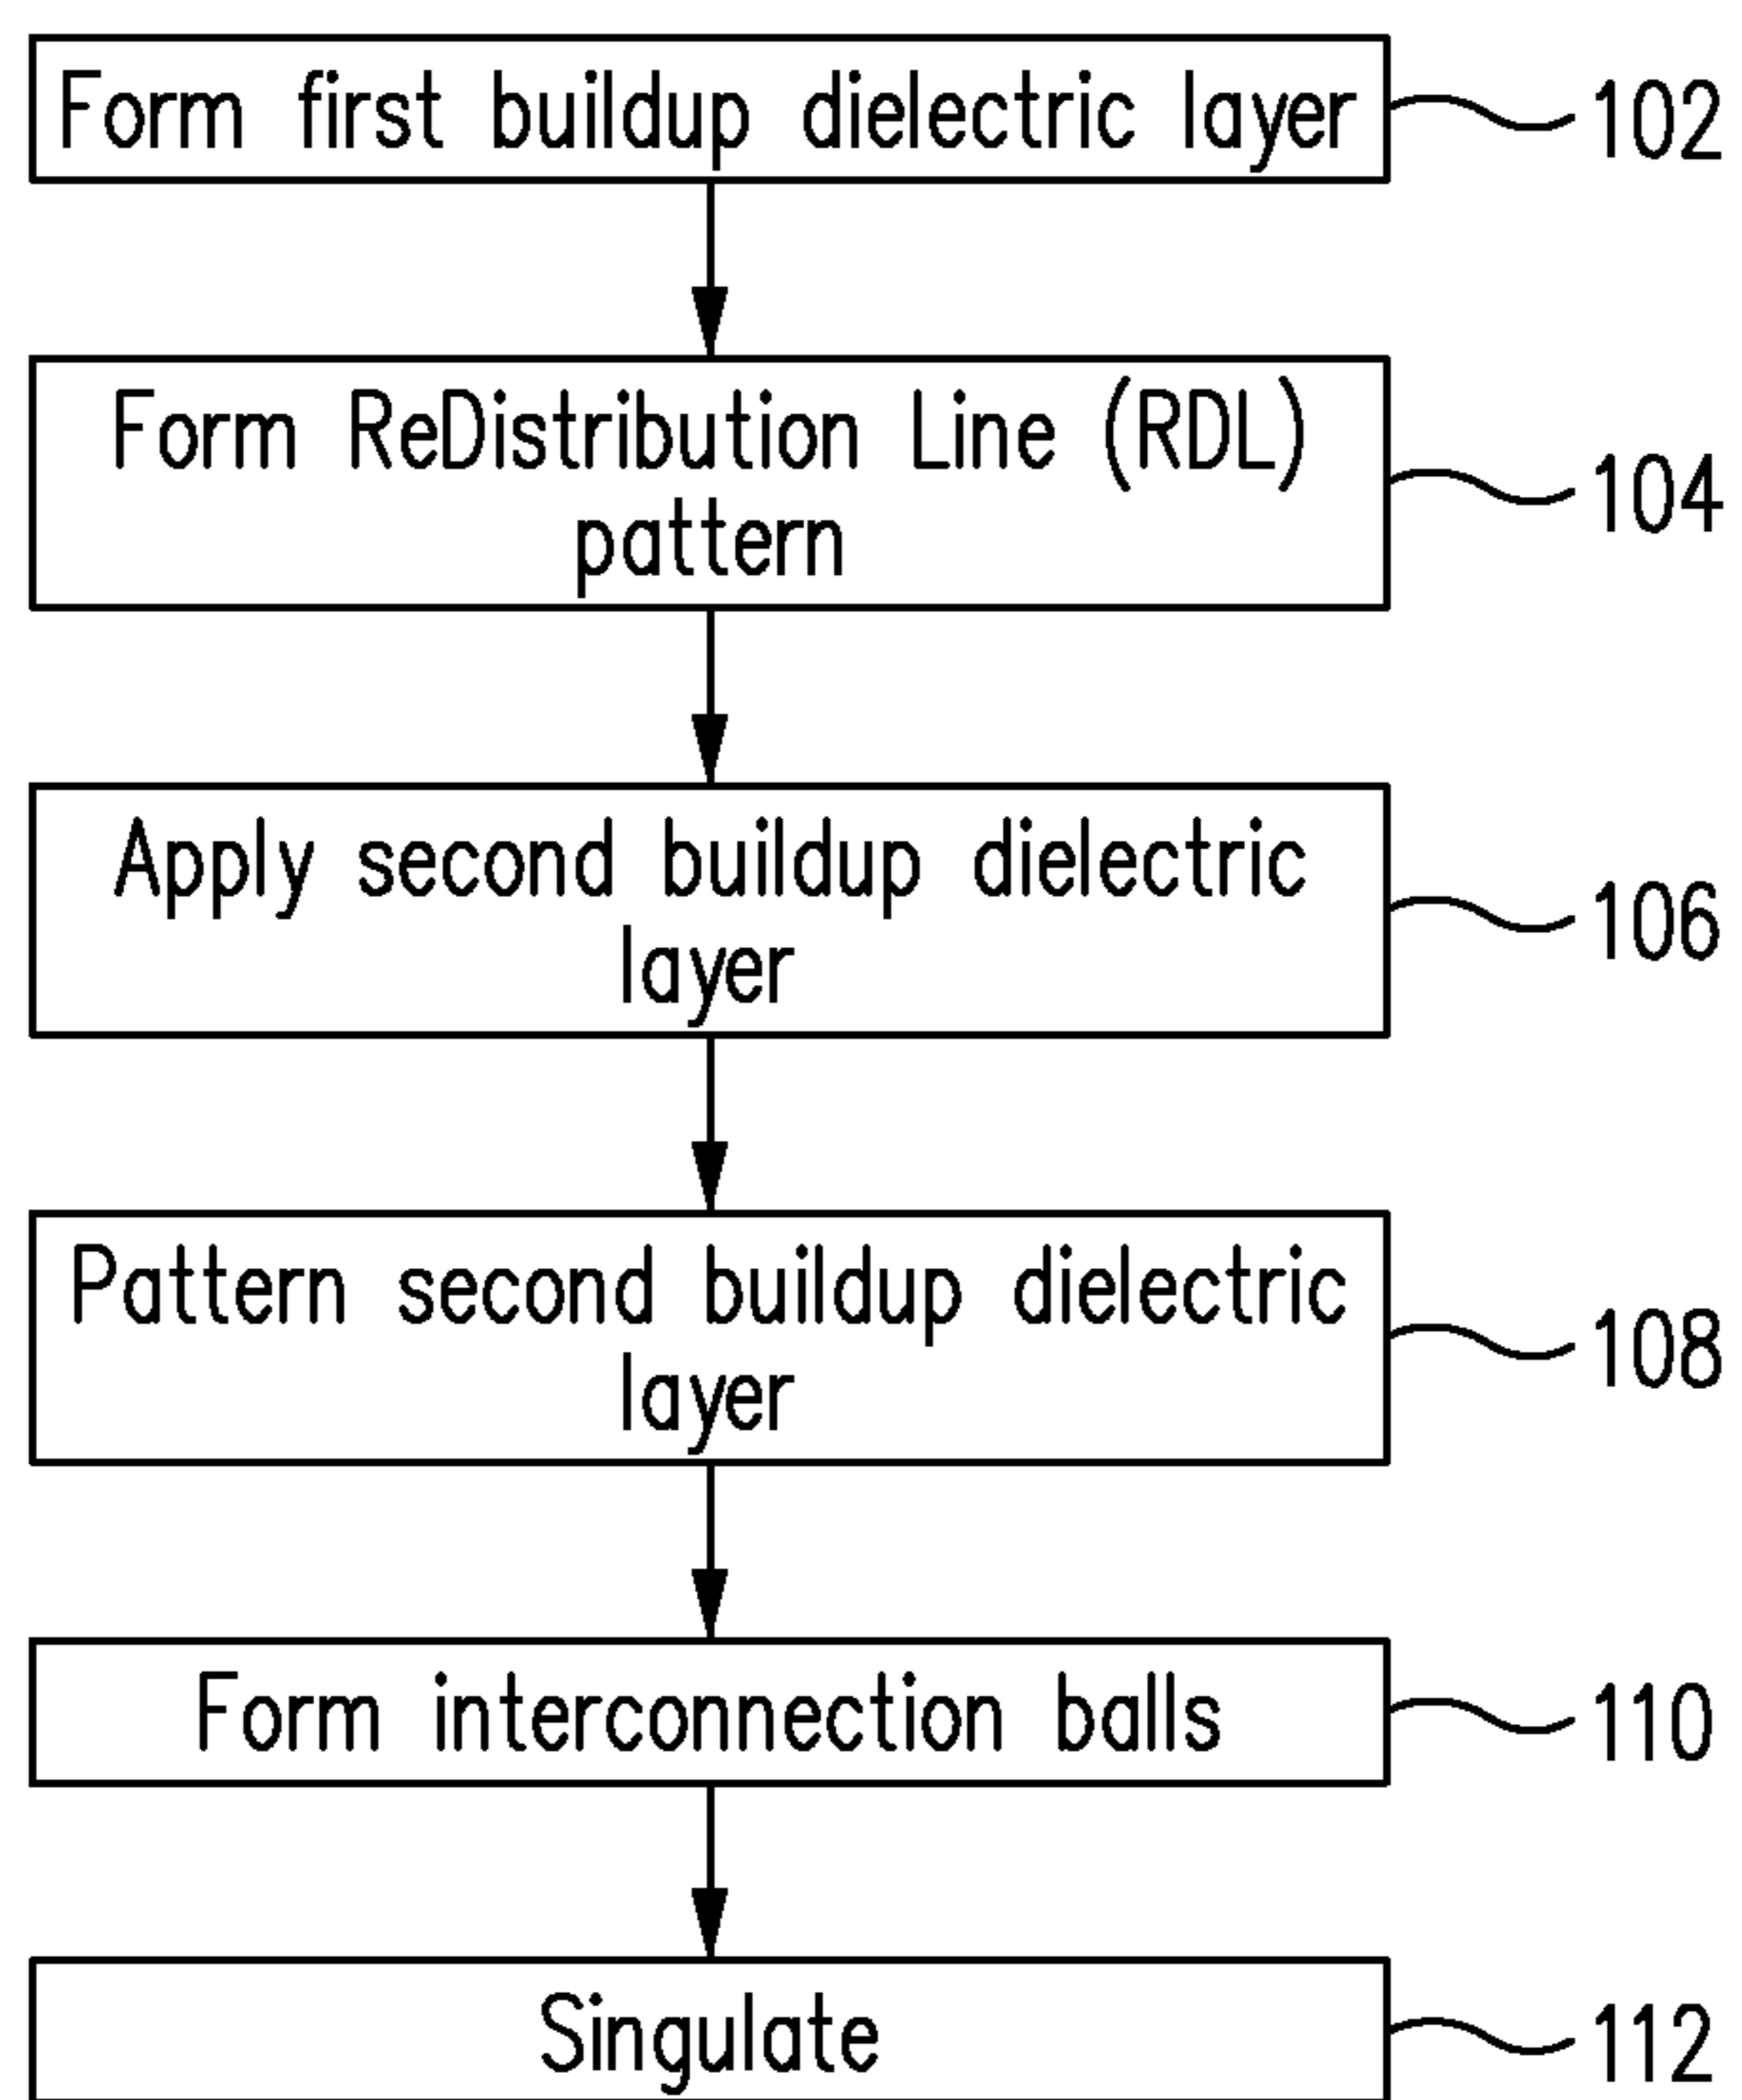 Form first buildup dielectric layer
102
Form ReDistribution Line (RDL)
pattern
104
Apply second buildup dielectric
layer
106
Pattern second buildup dielectric
layer
108
Form interconnection balls
110
Singulate
112